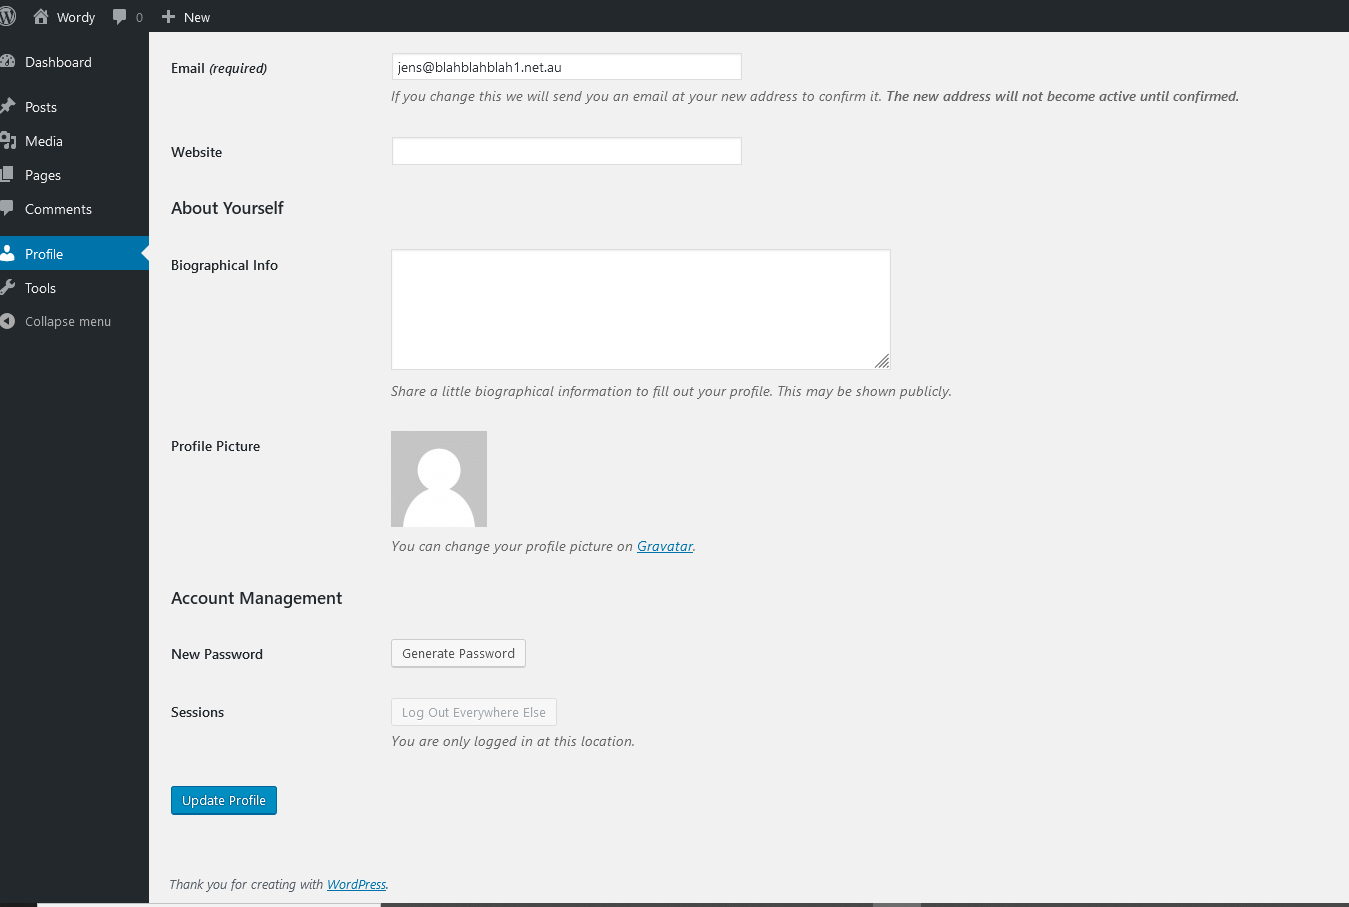 Wordy 0 New
Dashboard
Posts
Media
Pages
Comments
Profile
Tools
Collapse menu
Email (required)
jens@blahblahblah1.net.au
If you change this we will send you an email at your new address to confirm it. The new address will not become active until confirmed.
Website
About Yourself
Biographical Info
Share a little biographical information to fill out your profile. This may be shown publicly.
Profile Picture
You can change your profile picture on Gravatar.
Account Management
New Password
Generate Password
Sessions
Log Out Everywhere Else
You are only logged in at this location.
Update Profile
Thank you for creating with WordPress.